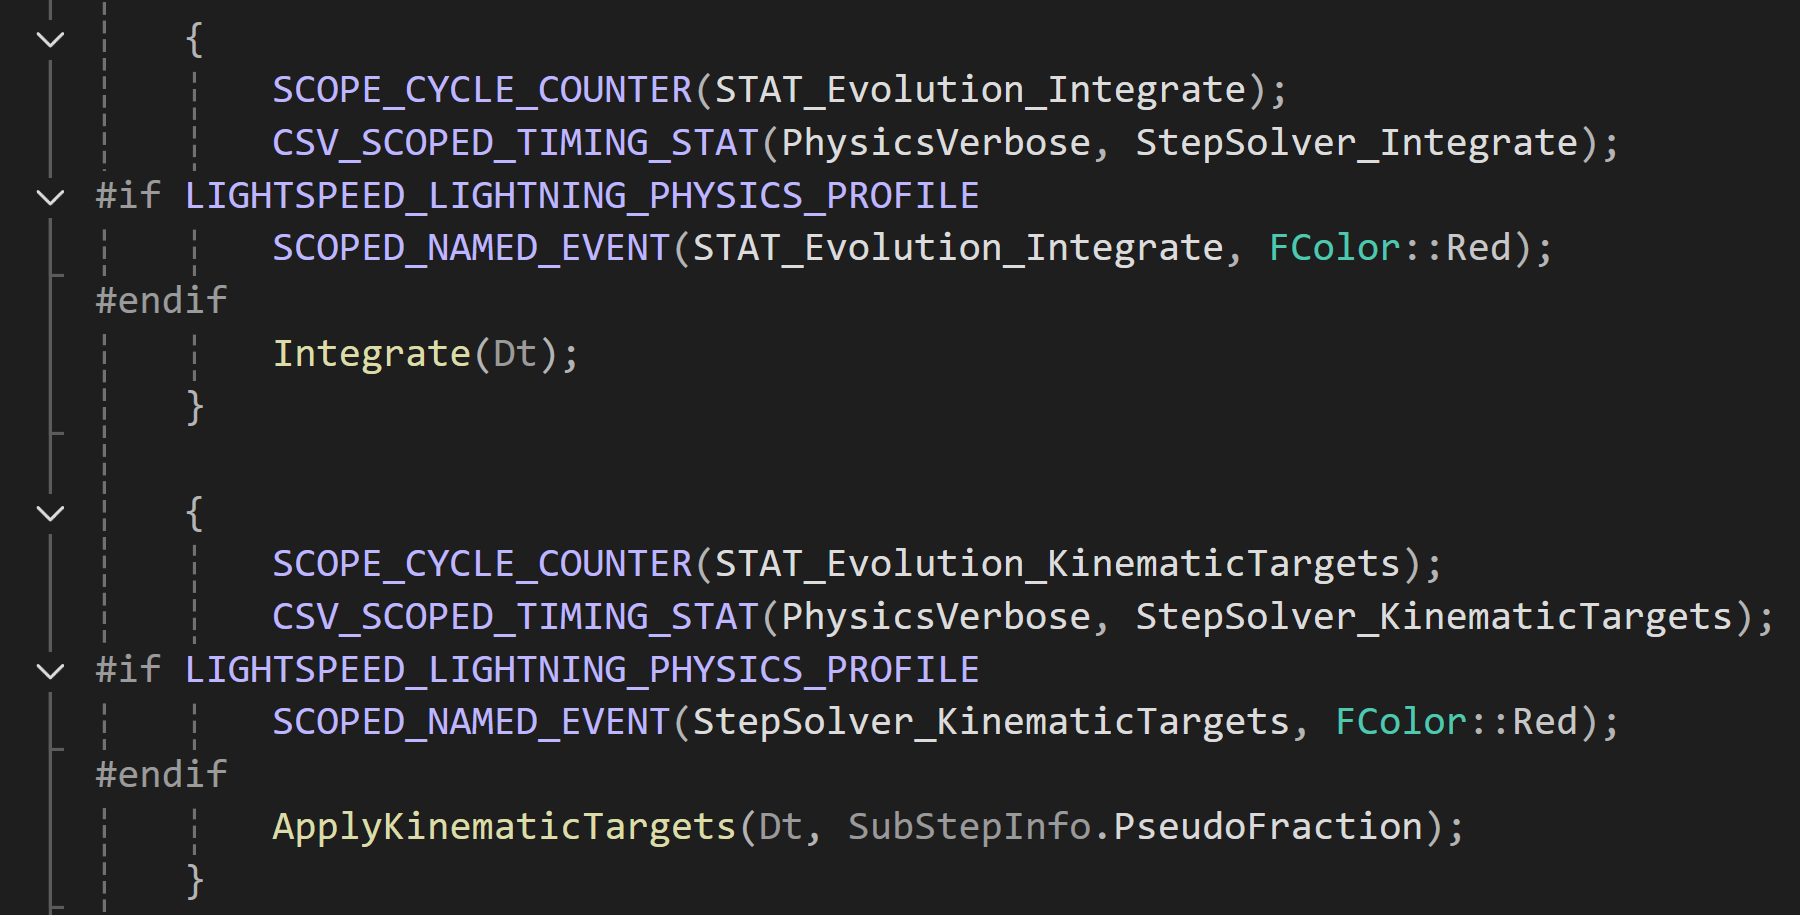 {
SCOPE_CYCLE_COUNTER(STAT_Evolution_Integrate);
CSV_SCOPED_TIMING_STAT(PhysicsVerbose, StepSolver_Integrate);
#if LIGHTSPEED_LIGHTNING_PHYSICS_PROFILE
SCOPED_NAMED_EVENT(STAT_Evolution_Integrate, FColor::Red);
#endif
Integrate(Dt);
}
{
SCOPE_CYCLE_COUNTER(STAT_Evolution_KinematicTargets);
CSV_SCOPED_TIMING_STAT(PhysicsVerbose, StepSolver_KinematicTargets);
#if LIGHTSPEED_LIGHTNING_PHYSICS_PROFILE
SCOPED_NAMED_EVENT(StepSolver_KinematicTargets, FColor::Red);
#endif
ApplyKinematicTargets(Dt, SubStepInfo.PseudoFraction);
}